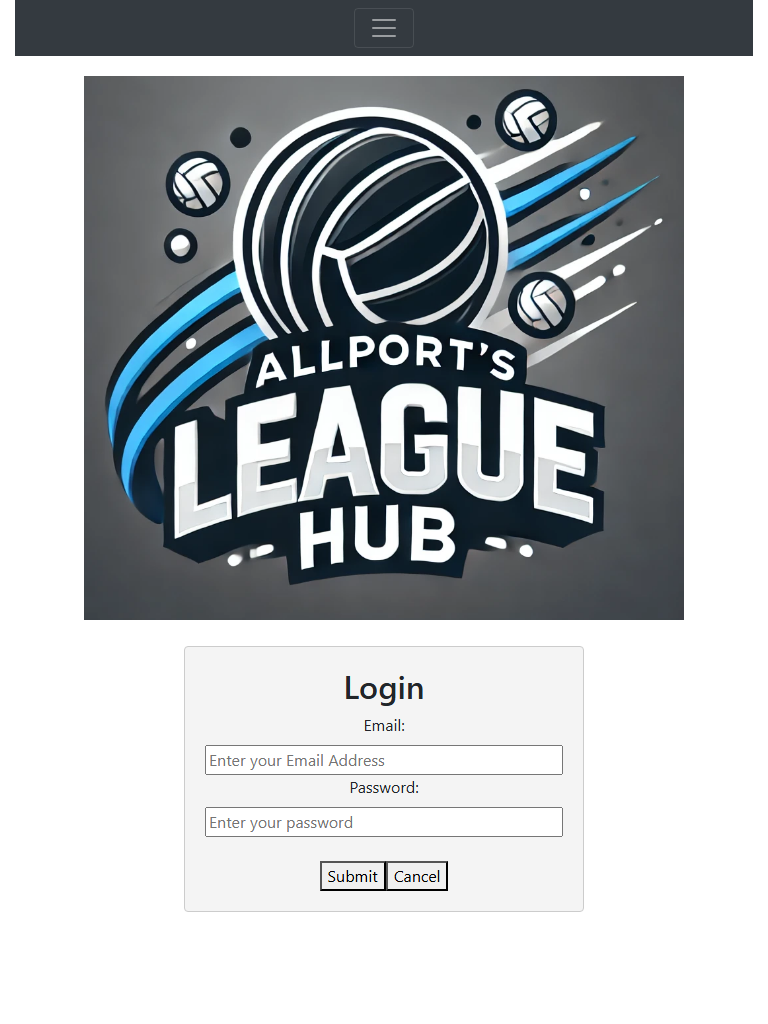 ALLPORT'S
LEAGUE
HUB
Login
Email:
Enter your Email Address
Password:
Enter your password
Submit Cancel